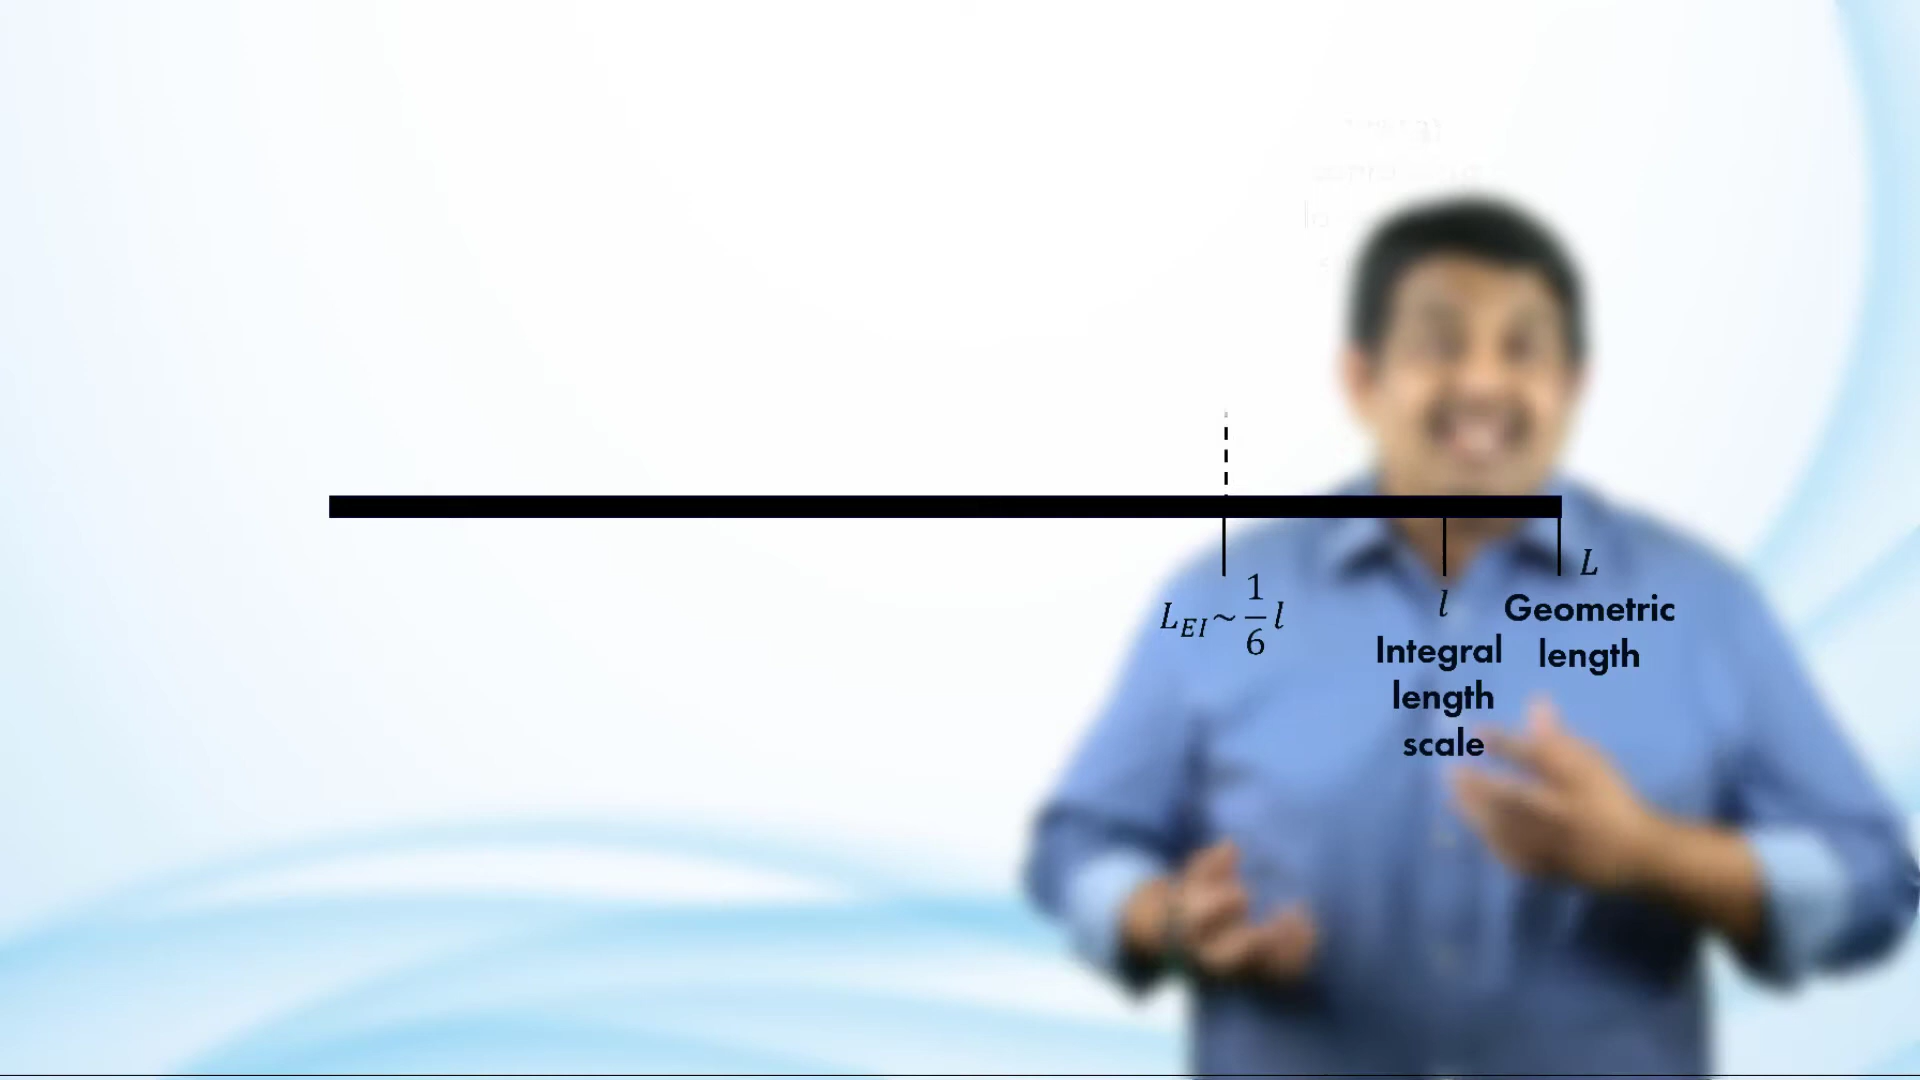 L
l
L_EI ~ 1/6 l
Geometric
length
Integral
length
scale